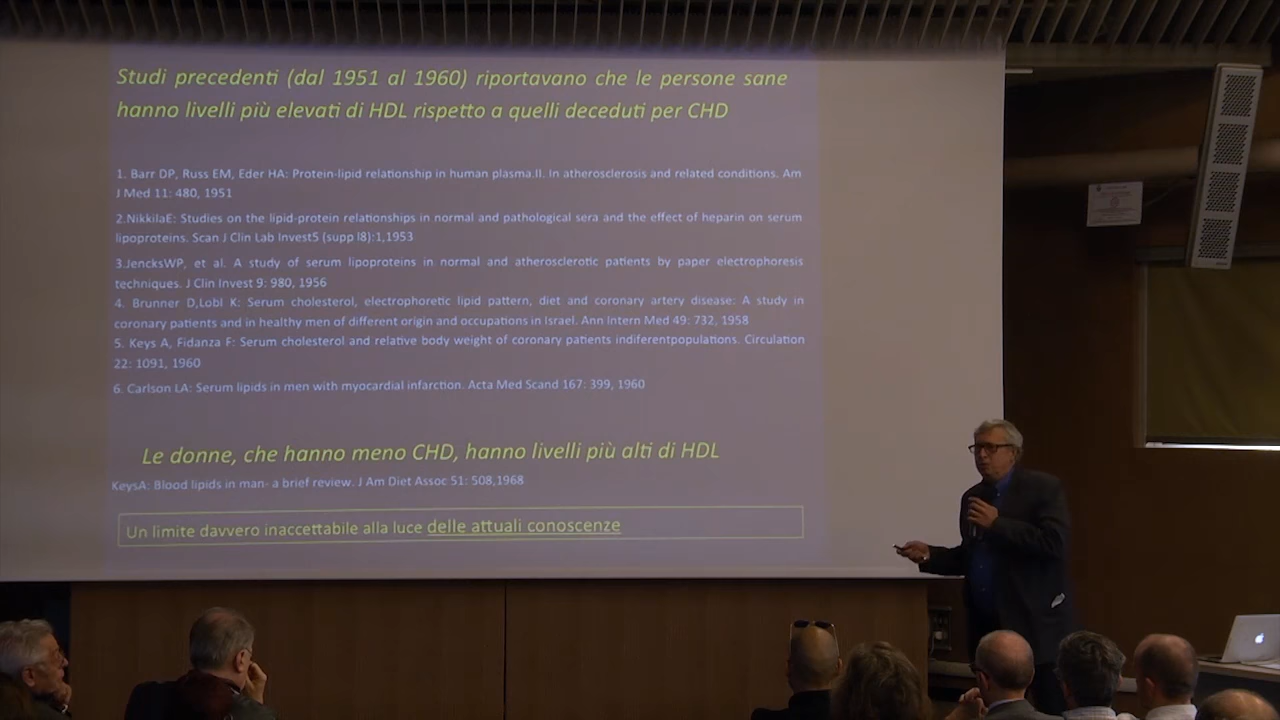 Studi precedenti (dal 1951 al 1960) riportavano che le persone sane
hanno livelli più elevati di HDL rispetto a quelli deceduti per CHD
1. Barr DP, Russ EM, Eder HA: Protein-lipid relationship in human plasma.II. In atherosclerosis and related conditions. Am
J Med 11: 480, 1951
2.NikkilaE: Studies on the lipid-protein relationships in normal and pathological sera and the effect of heparin on serum
lipoproteins. Scan J Clin Lab Invest5 (supp l8):1,1953
3.JencksWP, et al. A study of serum lipoproteins in normal and atherosclerotic patients by paper electrophoresis
techniques. J Clin Invest 9: 980, 1956
4. Brunner D,Lobl K: Serum cholesterol, electrophoretic lipid pattern, diet and coronary artery disease: A study in
coronary patients and in healthy men of different origin and occupations in Israel. Ann Intern Med 49: 732, 1958
5. Keys A, Fidanza F: Serum cholesterol and relative body weight of coronary patients indiferentpopulations. Circulation
22: 1091, 1960
6. Carlson LA: Serum lipids in men with myocardial infarction. Acta Med Scand 167: 399, 1960
Le donne, che hanno meno CHD, hanno livelli più alti di HDL
KeysA: Blood lipids in man- a brief review. J Am Diet Assoc 51: 508,1968
Un limite davvero inaccettabile alla luce delle attuali conoscenze